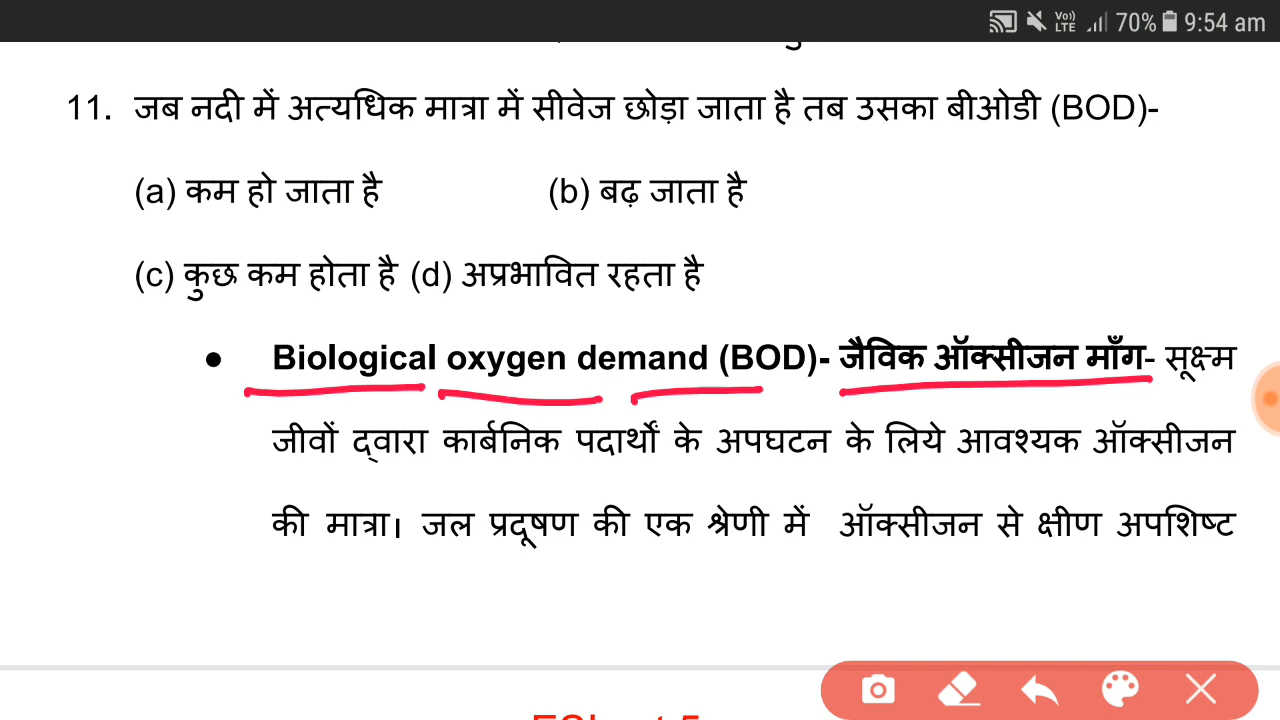 Vo) LTE 70% 9:54 am
11. जब नदी में अत्यधिक मात्रा में सीवेज छोड़ा जाता है तब उसका बीओडी (BOD)-
(a) कम हो जाता है (b) बढ़ जाता है
(c) कुछ कम होता है (d) अप्रभावित रहता है
● Biological oxygen demand (BOD)- जैविक ऑक्सीजन माँग- सूक्ष्म
जीवों द्वारा कार्बनिक पदार्थों के अपघटन के लिये आवश्यक ऑक्सीजन
की मात्रा। जल प्रदूषण की एक श्रेणी में ऑक्सीजन से क्षीण अपशिष्ट